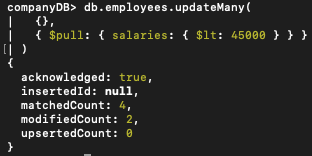 companyDB> db.employees.updateMany(
|   {},
|   { $pull: { salaries: { $lt: 45000 } } }
[| )
{
  acknowledged: true,
  insertedId: null,
  matchedCount: 4,
  modifiedCount: 2,
  upsertedCount: 0
}